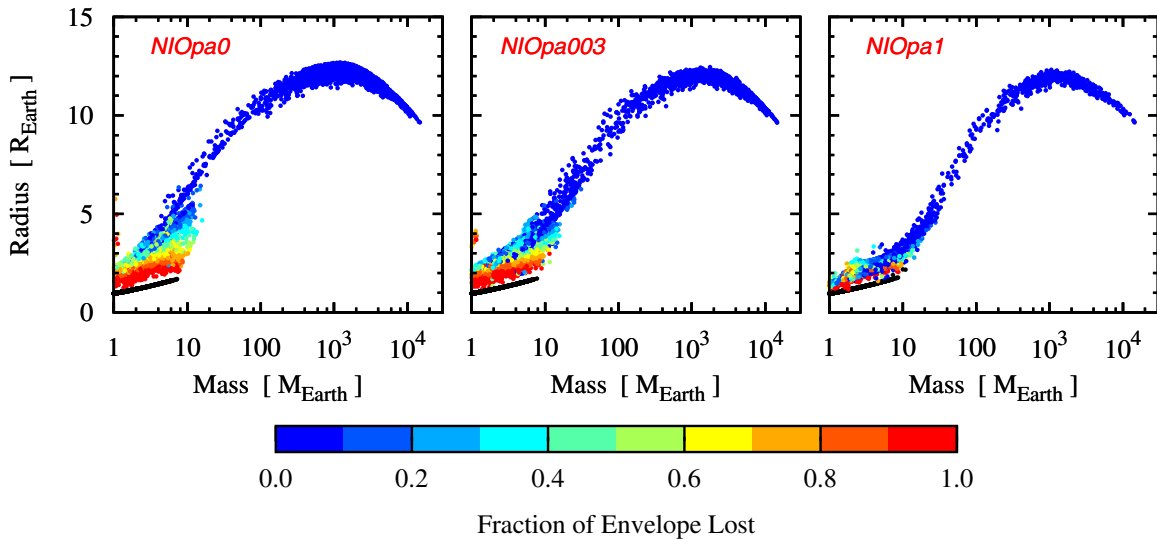 NIOpa0 NIOpa003 NIOpa1
15
10
5
0
Radius [ R_Earth ]
1 10 100 10^3 10^4 1 10 100 10^3 10^4 1 10 100 10^3 10^4
Mass [ M_Earth ] Mass [ M_Earth ] Mass [ M_Earth ]
0.0 0.2 0.4 0.6 0.8 1.0
Fraction of Envelope Lost